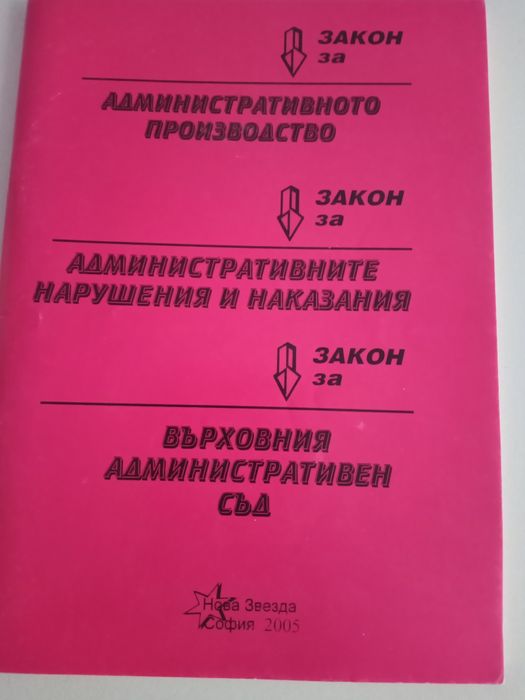 ЗАКОН
за
АДМИНИСТРАТИВНОТО
ПРОИЗВОДСТВО
ЗАКОН
за
АДМИНИСТРАТИВНИТЕ
НАРУШЕНИЯ И НАКАЗАНИЯ
ЗАКОН
за
ВЪРХОВНИЯ
АДМИНИСТРАТИВЕН
СЪД
Нова Звезда
София 2005